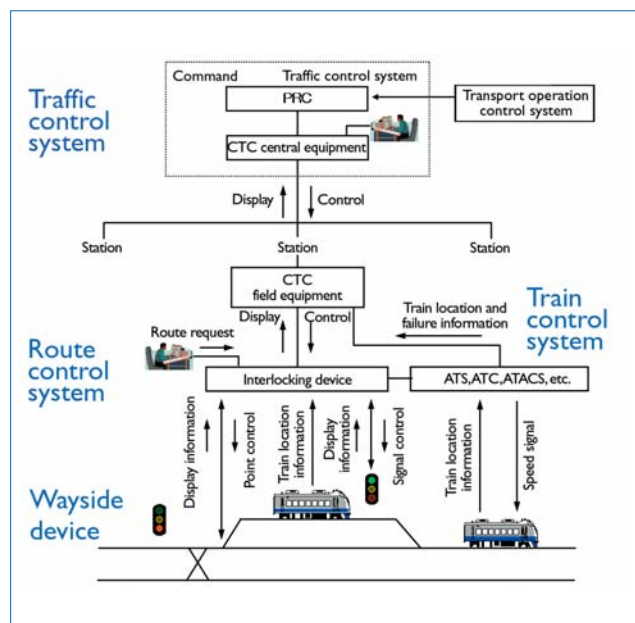 Traffic
control
system
Command
Traffic control system
PRC
Transport operation
control system
CTC central equipment
Display
Control
Station
Station
Station
CTC
field equipment
Train
control
system
Train location and
failure information
Display
Control
Route request
Route
control
system
Interlocking device
ATS, ATC, ATACS, etc.
Display information
Point control
Train location
information
Display
information
Signal control
Train location
information
Speed signal
Wayside
device